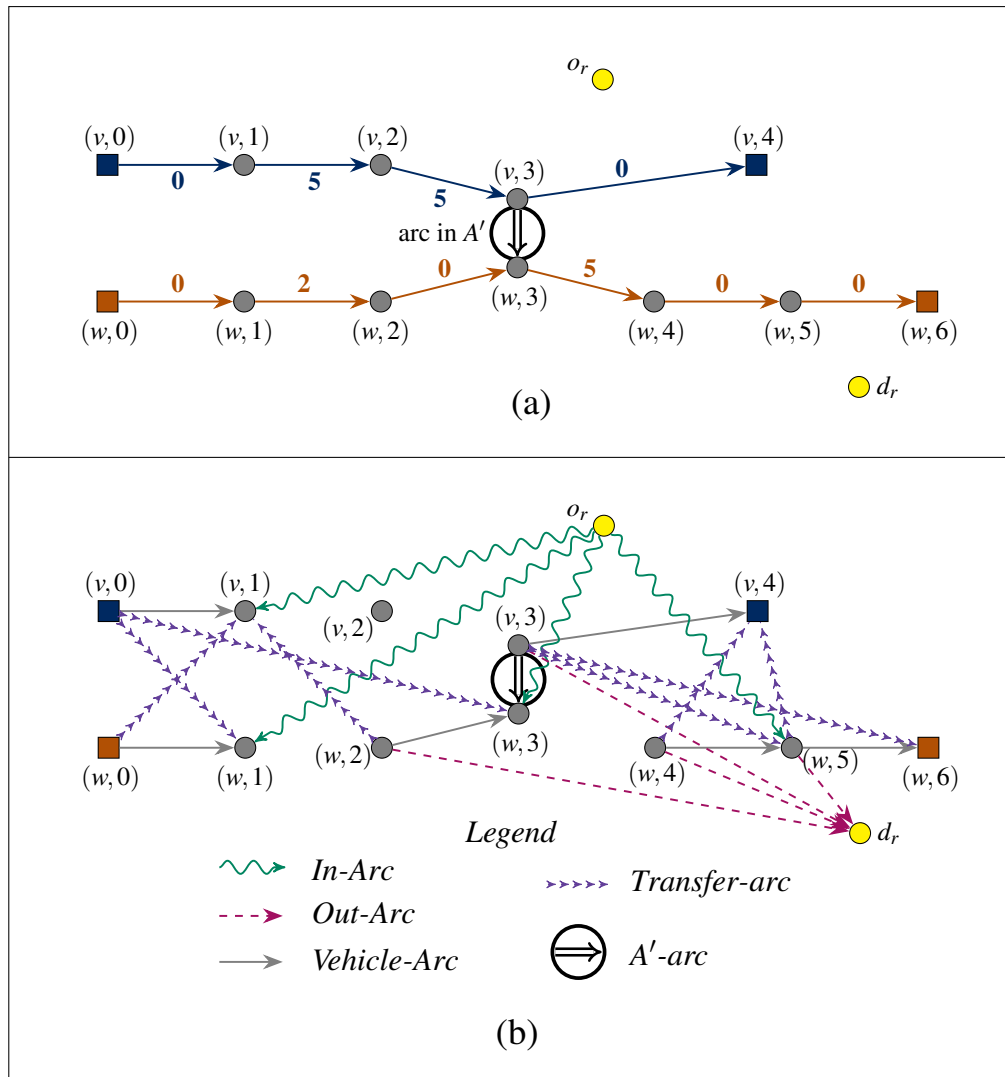 o_r
(v,0) (v,1) (v,2) (v,3) (v,4)
0 5 5 0
arc in A′
0 2 0 5 0 0
(w,0) (w,1) (w,2) (w,3) (w,4) (w,5) (w,6)
d_r
(a)
o_r
(v,0) (v,1) (v,2) (v,3) (v,4)
(w,0) (w,1) (w,2) (w,3) (w,4) (w,5) (w,6)
d_r
Legend
In-Arc
Transfer-arc
Out-Arc
Vehicle-Arc
A′-arc
(b)